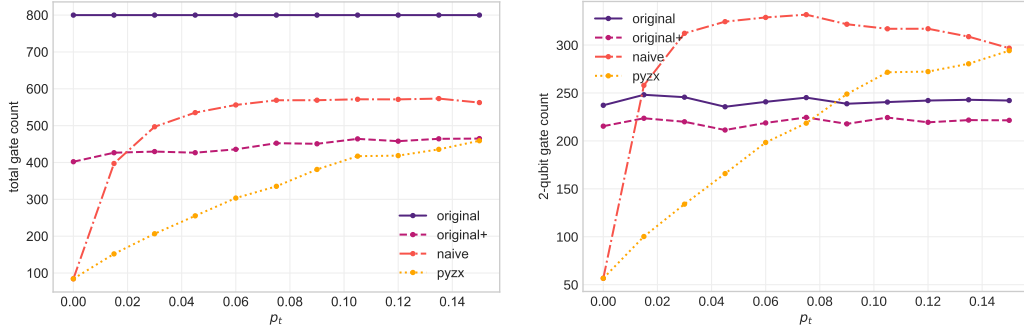 800
700
600
500
400
300
200
100
total gate count
0.00 0.02 0.04 0.06 0.08 0.10 0.12 0.14
p_t
original
original+
naive
pyzx
300
250
200
150
100
50
2-qubit gate count
0.00 0.02 0.04 0.06 0.08 0.10 0.12 0.14
p_t
original
original+
naive
pyzx